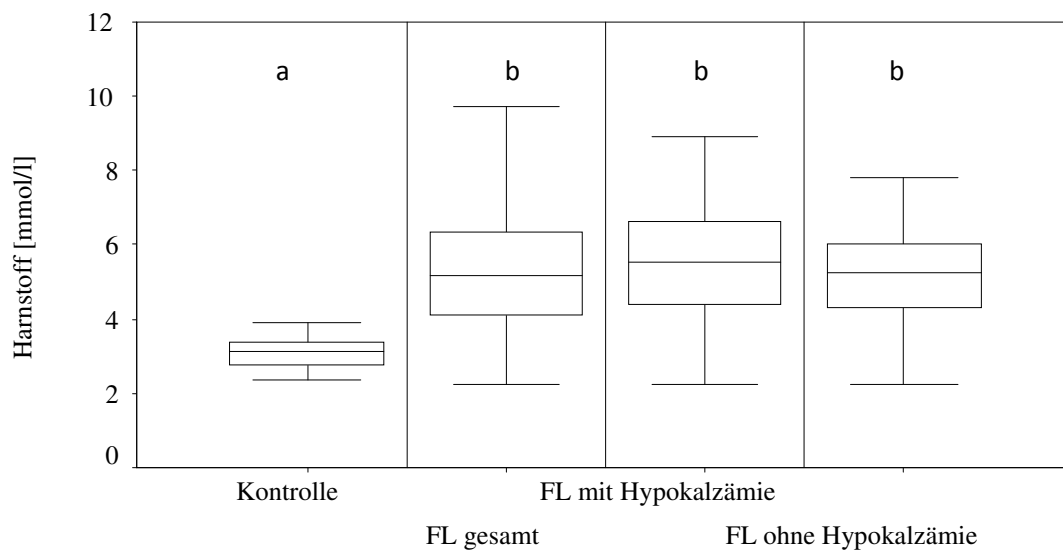 12
10
8
6
4
2
0
Harnstoff [mmol/l]
a
b
b
b
Kontrolle
FL gesamt
FL mit Hypokalzämie
FL ohne Hypokalzämie